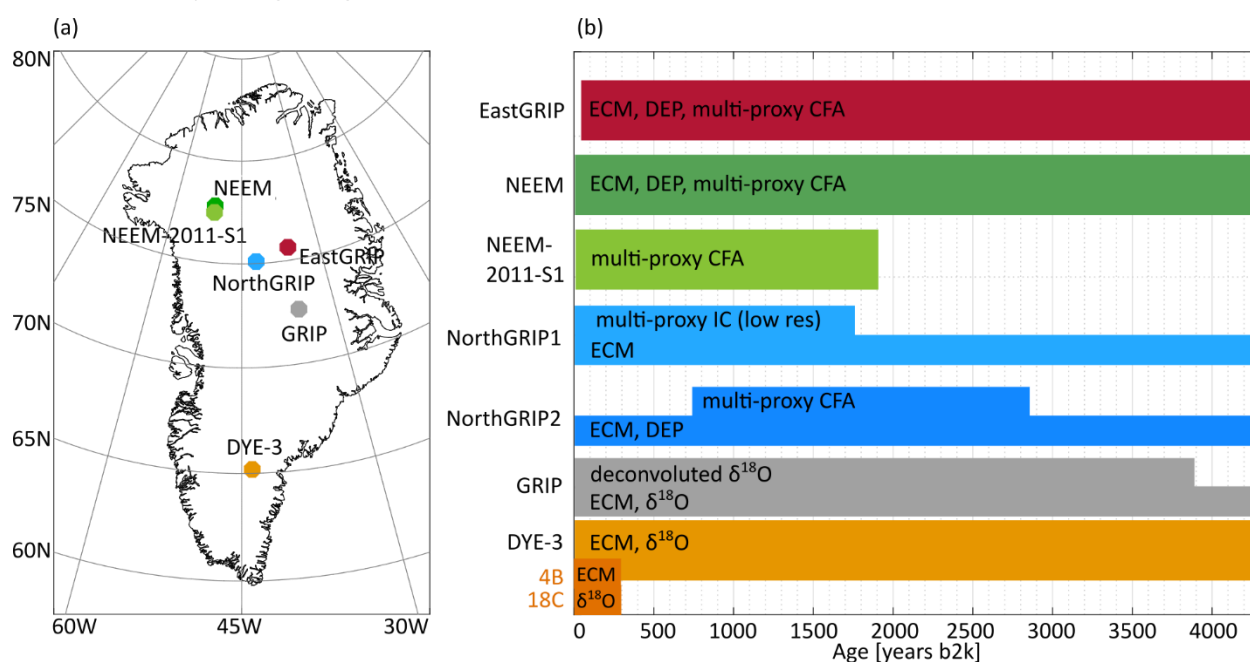 (a)
80N
75N
70N
65N
60N
60W
45W
30W
NEEM
NEEM-2011-S1
EastGRIP
NorthGRIP
GRIP
DYE-3
(b)
EastGRIP
ECM, DEP, multi-proxy CFA
NEEM
ECM, DEP, multi-proxy CFA
NEEM-
2011-S1
multi-proxy CFA
NorthGRIP1
multi-proxy IC (low res)
ECM
NorthGRIP2
multi-proxy CFA
ECM, DEP
GRIP
deconvoluted δ¹⁸O
ECM, δ¹⁸O
DYE-3
ECM, δ¹⁸O
4B
ECM
18C
δ¹⁸O
0 500 1000 1500 2000 2500 3000 3500 4000
Age [years b2k]